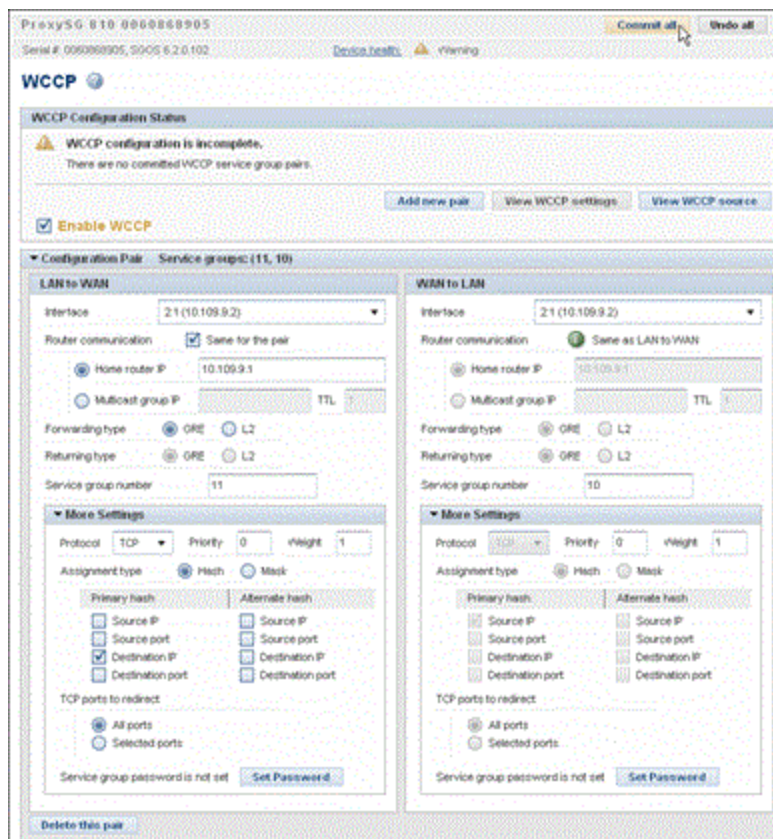 ProxySG 810 0060868905 Commit all Undo all
Serial #: 0060868905, SGOS 6.2.0.102 Device health: Warning
WCCP
WCCP Configuration Status
WCCP configuration is incomplete.
There are no committed WCCP service group pairs.
Add new pair View WCCP settings View WCCP source
Enable WCCP
Configuration Pair Service groups: (11, 10)
LAN to WAN
Interface 2:1 (10.109.9.2)
Router communication Same for the pair
Home router IP 10.109.9.1
Multicast group IP TTL 1
Forwarding type GRE L2
Returning type GRE L2
Service group number 11
More Settings
Protocol TCP Priority 0 Weight 1
Assignment type Hash Mask
Primary hash Alternate hash
Source IP Source IP
Source port Source port
Destination IP Destination IP
Destination port Destination port
TCP ports to redirect
All ports
Selected ports
Service group password is not set Set Password
WAN to LAN
Interface 2:1 (10.109.9.2)
Router communication Same as LAN to WAN
Home router IP 10.109.9.1
Multicast group IP TTL 1
Forwarding type GRE L2
Returning type GRE L2
Service group number 10
More Settings
Protocol TCP Priority 0 Weight 1
Assignment type Hash Mask
Primary hash Alternate hash
Source IP Source IP
Source port Source port
Destination IP Destination IP
Destination port Destination port
TCP ports to redirect
All ports
Selected ports
Service group password is not set Set Password
Delete this pair